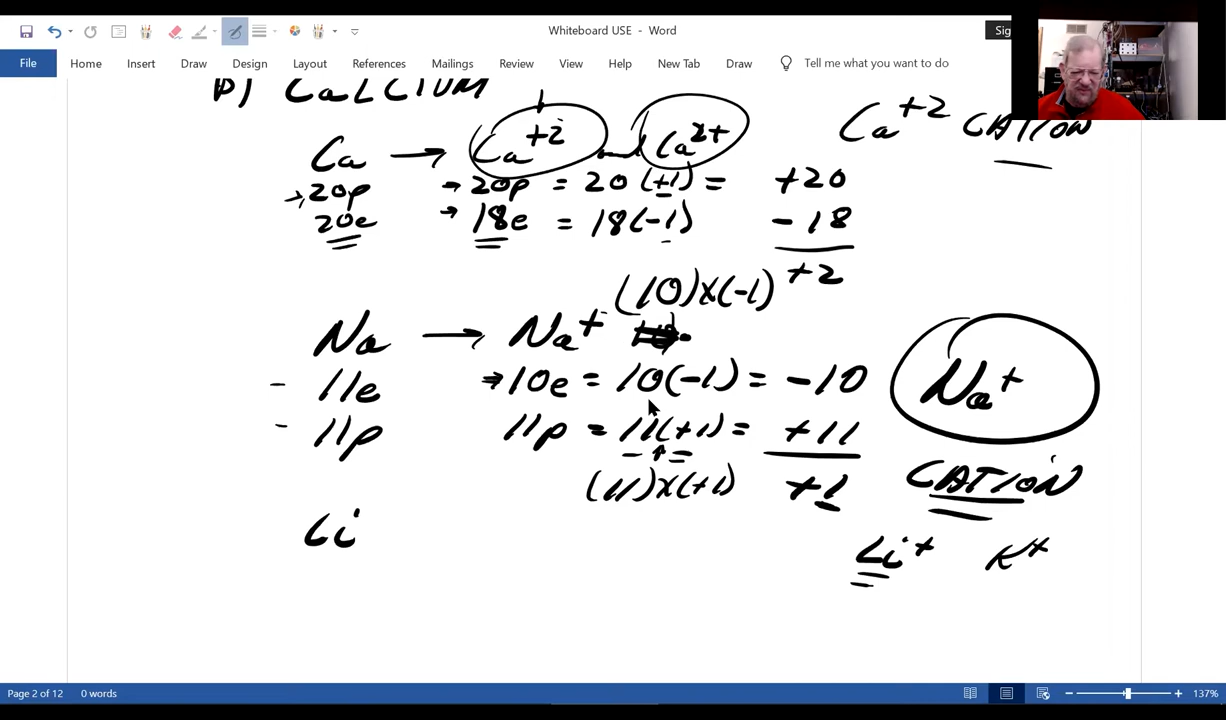 Whiteboard USE - Word
Sig
File Home Insert Draw Design Layout References Mailings Review View Help New Tab Draw Tell me what you want to do
B) CaLCIUM
Ca → Ca+2 Ca2+ Ca+2 CATION
→20p →20p = 20 (+1) = +20
20e →18e = 18(-1) - 18
+2
(10)x(-1)
Na → Na+
- 11e →10e = 10(-1) = -10 Na+
- 11p 11p = 11(+1) = +11
(11)x(+1) +1 CATION
Li Li+ K+
Page 2 of 12 0 words 137%